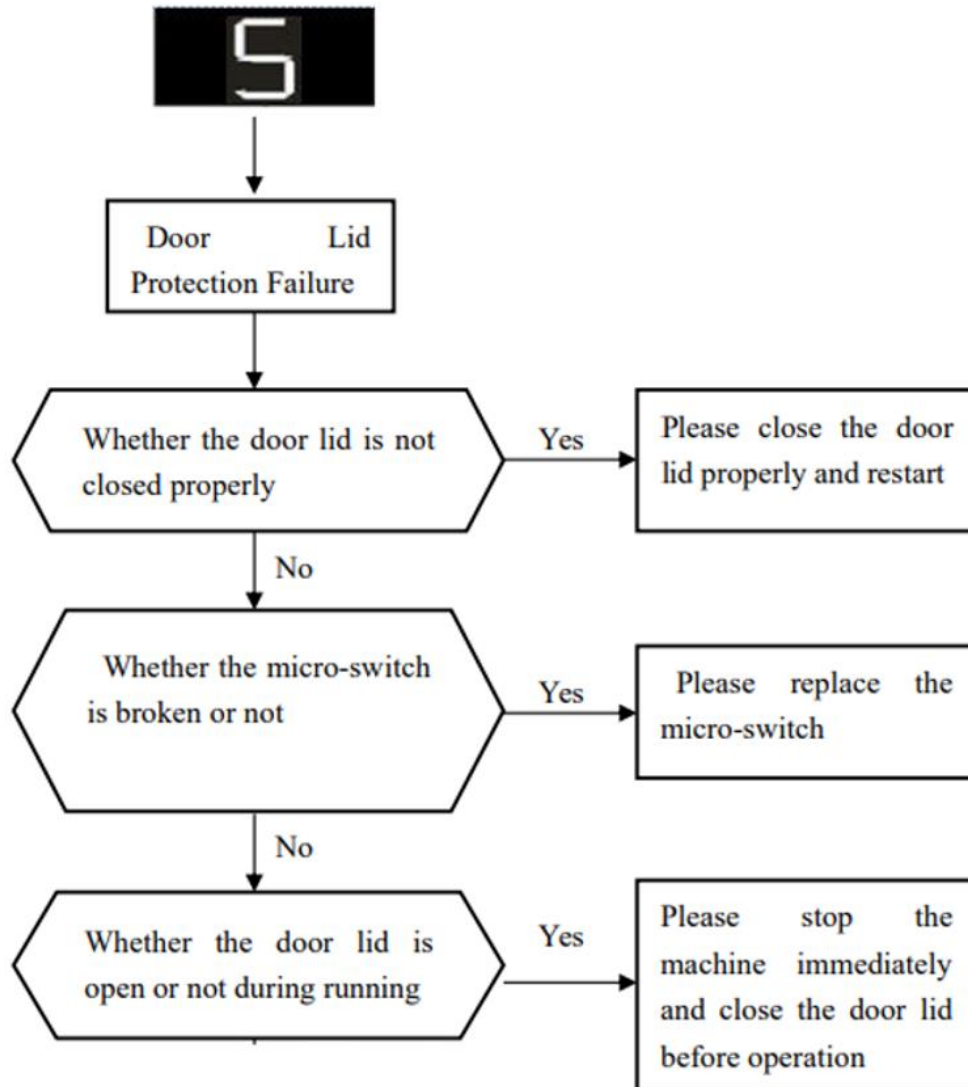 5
Door Lid
Protection Failure
Whether the door lid is not
closed properly
Yes
Please close the door
lid properly and restart
No
Whether the micro-switch
is broken or not
Yes
Please replace the
micro-switch
No
Whether the door lid is
open or not during running
Yes
Please stop the
machine immediately
and close the door lid
before operation